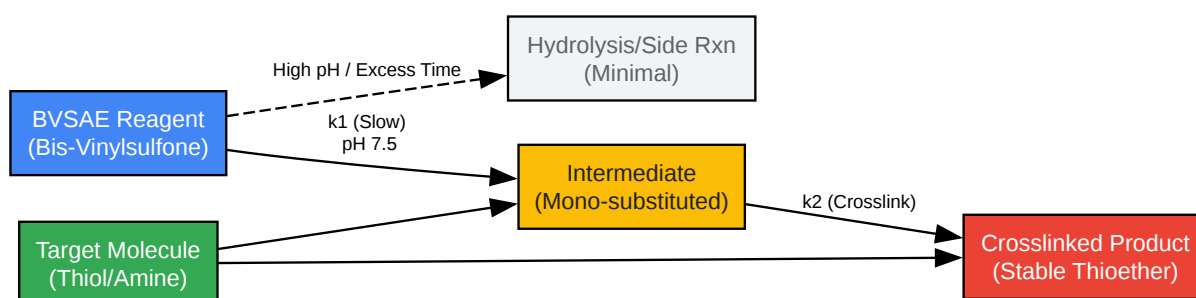 Hydrolysis/Side Rxn
(Minimal)
High pH / Excess Time
BVSAE Reagent
(Bis-Vinylsulfone)
k1 (Slow)
pH 7.5
Intermediate
(Mono-substituted)
k2 (Crosslink)
Target Molecule
(Thiol/Amine)
Crosslinked Product
(Stable Thioether)